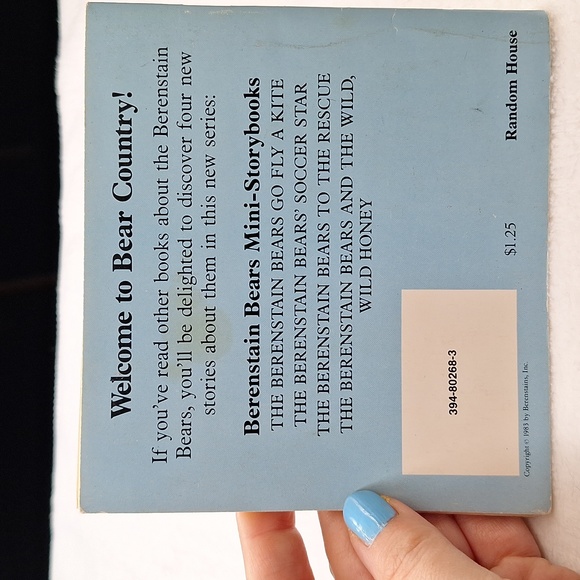 Welcome to Bear Country!
If you've read other books about the Berenstain
Bears, you'll be delighted to discover four new
stories about them in this new series:
Berenstain Bears Mini-Storybooks
THE BERENSTAIN BEARS GO FLY A KITE
THE BERENSTAIN BEARS' SOCCER STAR
THE BERENSTAIN BEARS TO THE RESCUE
THE BERENSTAIN BEARS AND THE WILD,
WILD HONEY
394-80268-3
$1.25
Random House
Copyright © 1983 by Berenstains, Inc.